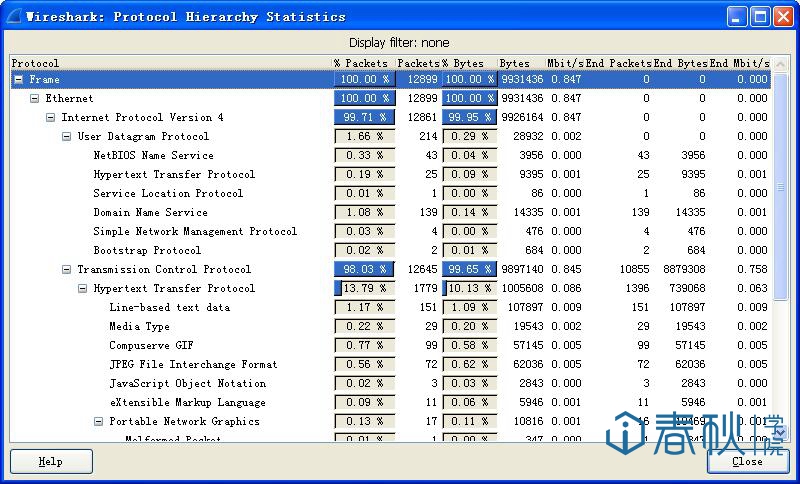 Wireshark: Protocol Hierarchy Statistics
Display filter: none
Protocol % Packets Packets % Bytes Bytes Mbit/s End Packets End Bytes End Mbit/s
Frame 100.00 % 12899 100.00 % 9931436 0.847 0 0 0.000
Ethernet 100.00 % 12899 100.00 % 9931436 0.847 0 0 0.000
Internet Protocol Version 4 99.71 % 12861 99.95 % 9926164 0.847 0 0 0.000
User Datagram Protocol 1.66 % 214 0.29 % 28932 0.002 0 0 0.000
NetBIOS Name Service 0.33 % 43 0.04 % 3956 0.000 43 3956 0.000
Hypertext Transfer Protocol 0.19 % 25 0.09 % 9395 0.001 25 9395 0.001
Service Location Protocol 0.01 % 1 0.00 % 86 0.000 1 86 0.000
Domain Name Service 1.08 % 139 0.14 % 14335 0.001 139 14335 0.001
Simple Network Management Protocol 0.03 % 4 0.00 % 476 0.000 4 476 0.000
Bootstrap Protocol 0.02 % 2 0.01 % 684 0.000 2 684 0.000
Transmission Control Protocol 98.03 % 12645 99.65 % 9897140 0.845 10855 8879308 0.758
Hypertext Transfer Protocol 13.79 % 1779 10.13 % 1005608 0.086 1396 739068 0.063
Line-based text data 1.17 % 151 1.09 % 107897 0.009 151 107897 0.009
Media Type 0.22 % 29 0.20 % 19543 0.002 29 19543 0.002
Compuserve GIF 0.77 % 99 0.58 % 57145 0.005 99 57145 0.005
JPEG File Interchange Format 0.56 % 72 0.62 % 62036 0.005 72 62036 0.005
JavaScript Object Notation 0.02 % 3 0.03 % 2843 0.000 3 2843 0.000
eXtensible Markup Language 0.09 % 11 0.06 % 5946 0.001 11 5946 0.001
Portable Network Graphics 0.13 % 17 0.11 % 10816 0.001 16 10469
Malformed Packet 0.01 % 1 0.00 % 347 0.000
春秋学院
Help Close